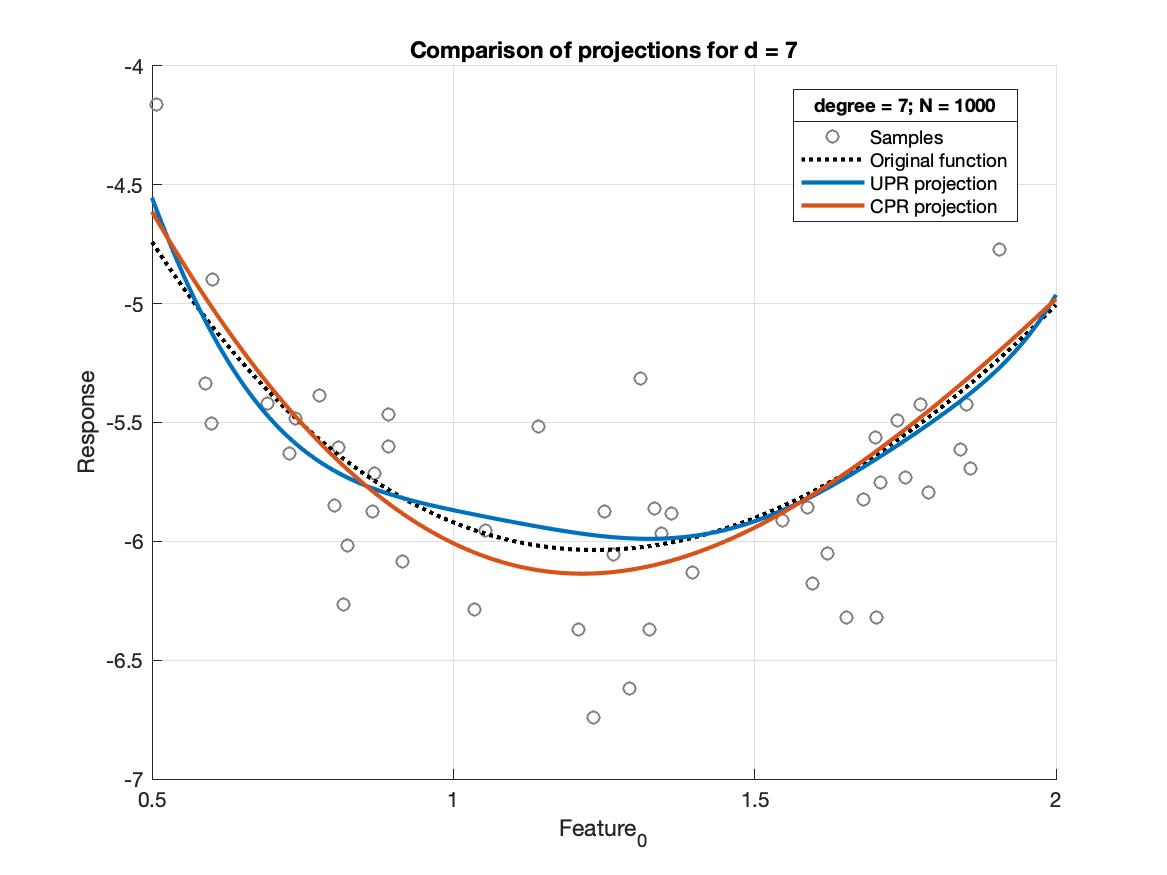 Comparison of projections for d = 7
degree = 7; N = 1000
Samples
Original function
UPR projection
CPR projection
-4
-4.5
-5
-5.5
-6
-6.5
-7
Response
0.5 1 1.5 2
Feature0